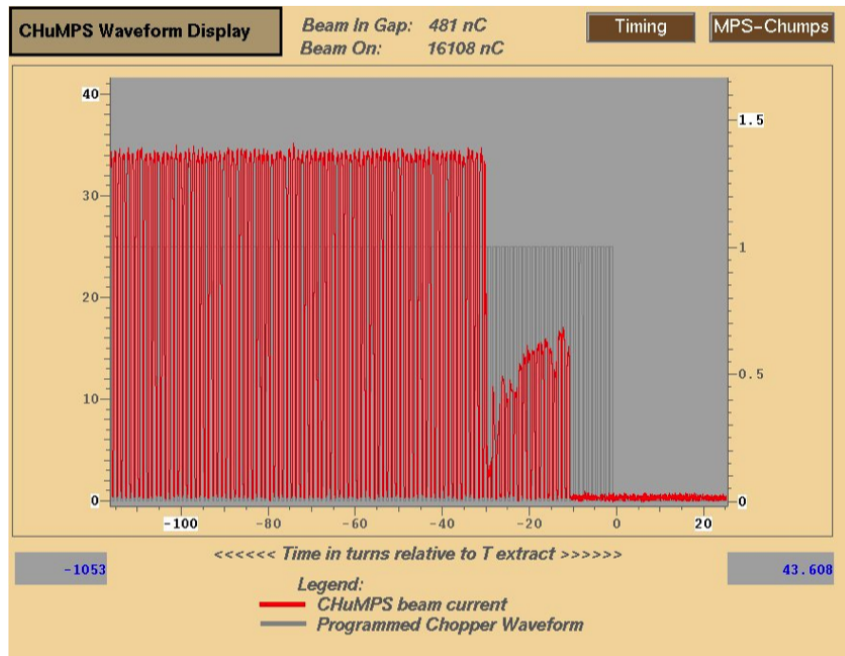 CHuMPS Waveform Display
Beam In Gap: 481 nC
Beam On: 16108 nC
Timing
MPS-Chumps
40
30
20
10
0
1.5
1
0.5
0
-100 -80 -60 -40 -20 0 20
<<<<<< Time in turns relative to T extract >>>>>>
-1053
43.608
Legend:
CHuMPS beam current
Programmed Chopper Waveform